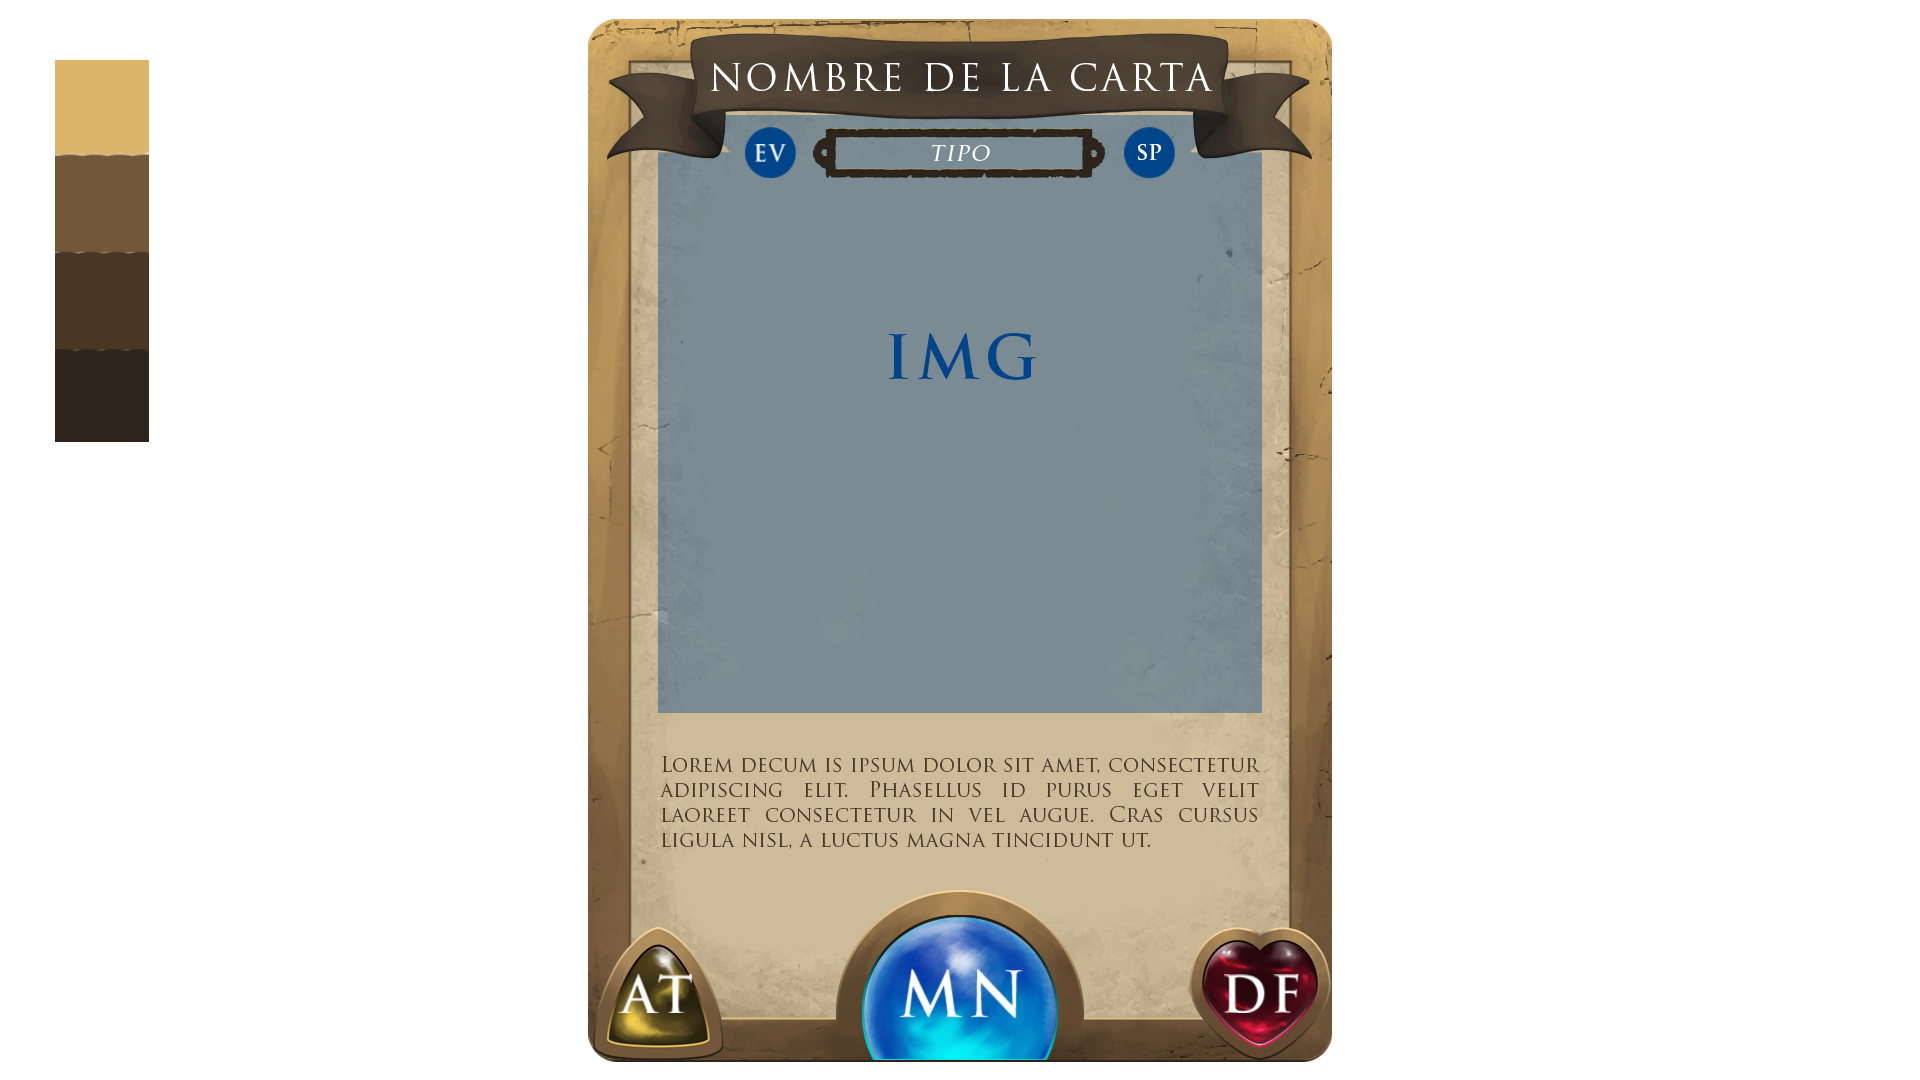 NOMBRE DE LA CARTA
EV TIPO SP
IMG
LOREM DECUM IS IPSUM DOLOR SIT AMET, CONSECTETUR
ADIPISCING ELIT. PHASELLUS ID PURUS EGET VELIT
LAOREET CONSECTETUR IN VEL AUGUE. CRAS CURSUS
LIGULA NISL, A LUCTUS MAGNA TINCIDUNT UT.
AT MN DF